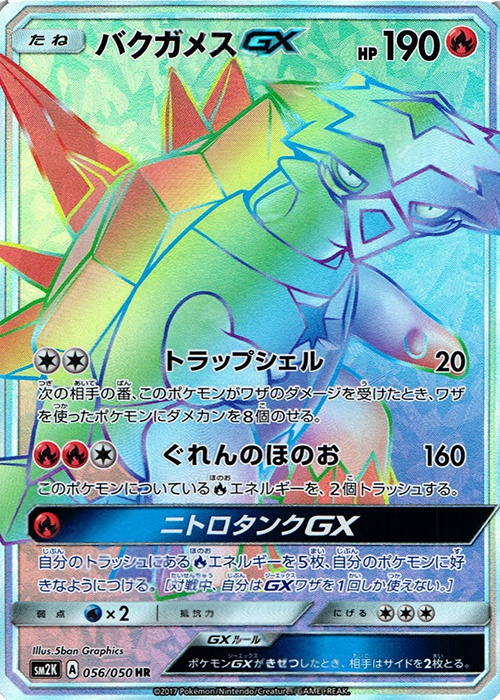 たね バクガメスGX HP 190
トラップシェル 20
次の相手の番、このポケモンがワザのダメージを受けたとき、ワザ
を使ったポケモンにダメカンを8個のせる。
ぐれんのほのお 160
このポケモンについているエネルギーを、2個トラッシュする。
ニトロタンクGX
自分のトラッシュにあるエネルギーを5枚、自分のポケモンに好
きなようにつける。[対戦中、自分はGXワザを1回しか使えない。]
弱点 ×2 抵抗力 にげる
Illus.5ban Graphics
GXルール
SM2K A 056/050 HR
ポケモンGXがきぜつしたとき、相手はサイドを2枚とる。
©2017 Pokémon/Nintendo/Creatures/GAME FREAK.